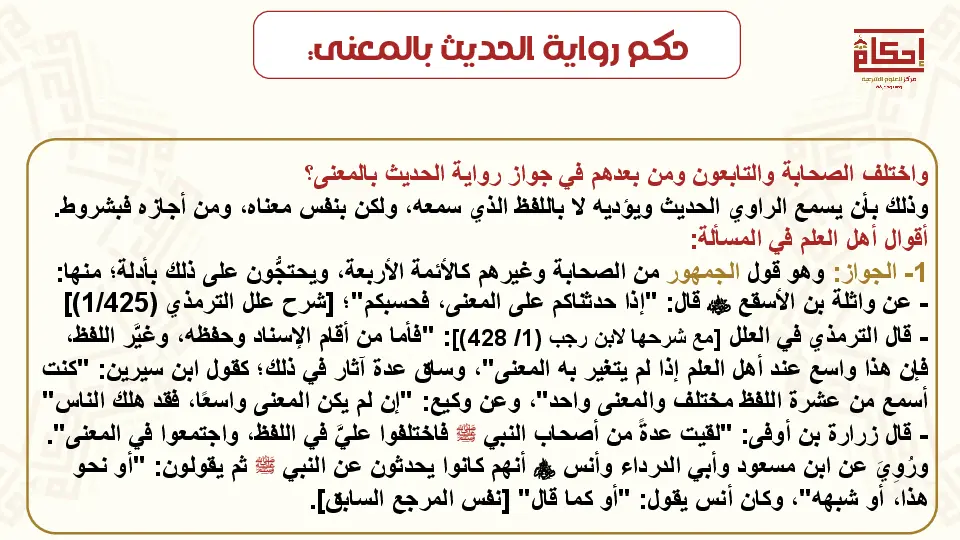 حكم رواية الحديث بالمعنى:
إحكام
مركز للعلوم الشرعية
واختلف الصحابة والتابعون ومن بعدهم في جواز رواية الحديث بالمعنى؟
وذلك بأن يسمع الراوي الحديث ويؤديه لا باللفظ الذي سمعه، ولكن بنفس معناه، ومن أجازه فبشروط.
أقوال أهل العلم في المسألة:
1- الجواز: وهو قول الجمهور من الصحابة وغيرهم كالأئمة الأربعة، ويحتجُّون على ذلك بأدلة؛ منها:
- عن واثلة بن الأسقع ﵁ قال: "إذا حدثناكم على المعنى، فحسبكم"؛ [شرح علل الترمذي (1/425)]
- قال الترمذي في العلل [مع شرحها لابن رجب (1/ 428)]: "فأما من أقام الإسناد وحفظه، وغيَّر اللفظ،
فإن هذا واسع عند أهل العلم إذا لم يتغير به المعنى"، وساق عدة آثار في ذلك؛ كقول ابن سيرين: "كنت
أسمع من عشرة اللفظ مختلف والمعنى واحد"، وعن وكيع: "إن لم يكن المعنى واسعًا، فقد هلك الناس"
- قال زرارة بن أوفى: "لقيت عدةً من أصحاب النبي ﷺ فاختلفوا عليَّ في اللفظ، واجتمعوا في المعنى".
ورُوِيَ عن ابن مسعود وأبي الدرداء وأنس ﵃ أنهم كانوا يحدثون عن النبي ﷺ ثم يقولون: "أو نحو
هذا، أو شبهه"، وكان أنس يقول: "أو كما قال" [نفس المرجع السابق].